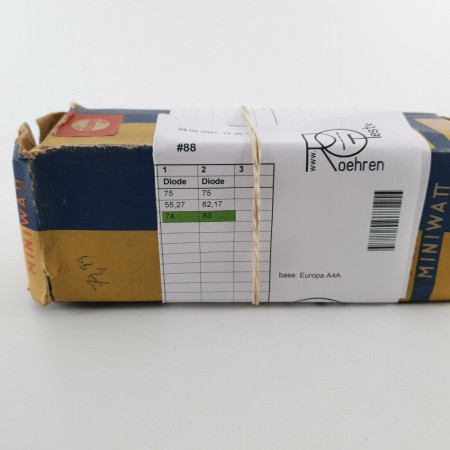 #88
1 2 3
Diode Diode
75 75
55,27 62,17
74 83
www.
Roehren
Teste
base: Europa A4A
MINIWATT
MINIWATT